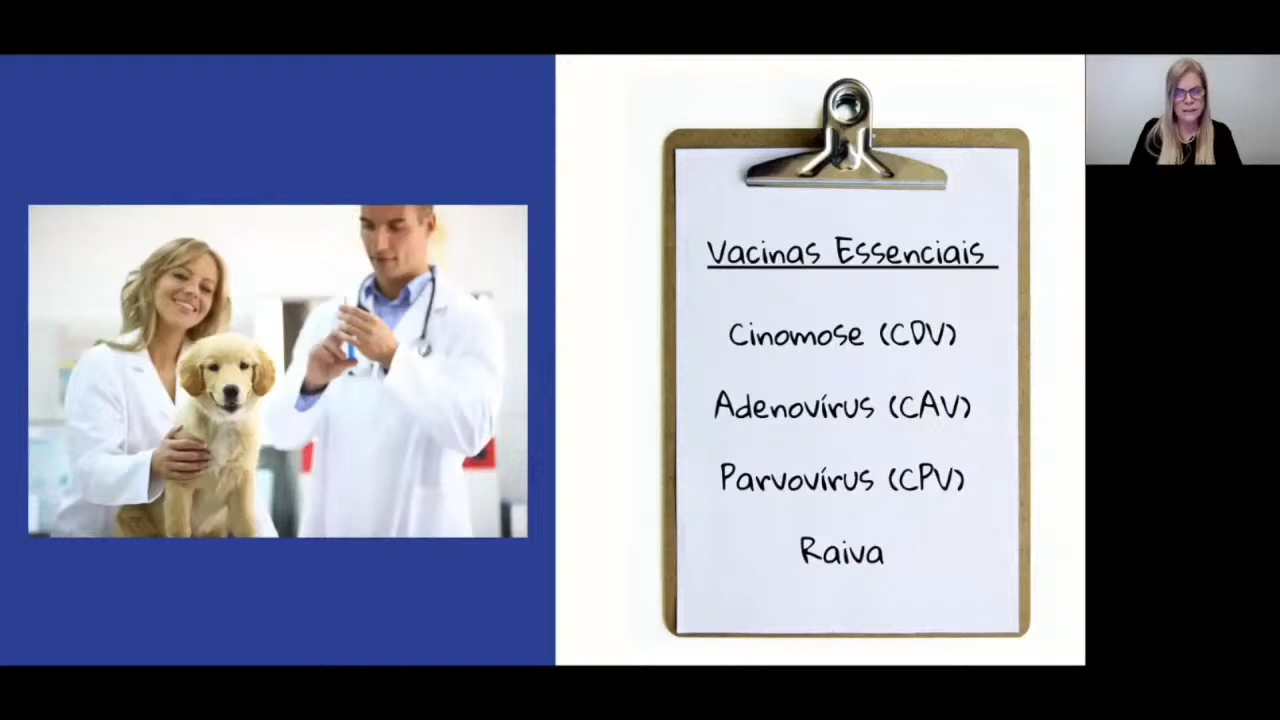 Vacinas Essenciais
Cinomose (CDV)
Adenovírus (CAV)
Parvovírus (CPV)
Raiva